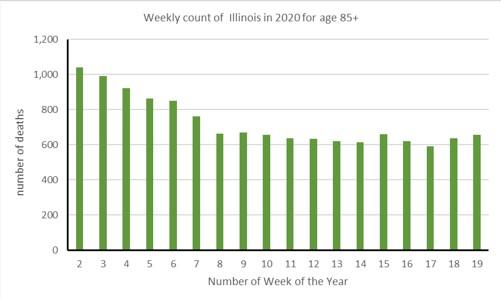 Weekly count of Illinois in 2020 for age 85+
1,200
1,000
800
600
400
200
0
number of deaths
2 3 4 5 6 7 8 9 10 11 12 13 14 15 16 17 18 19
Number of Week of the Year